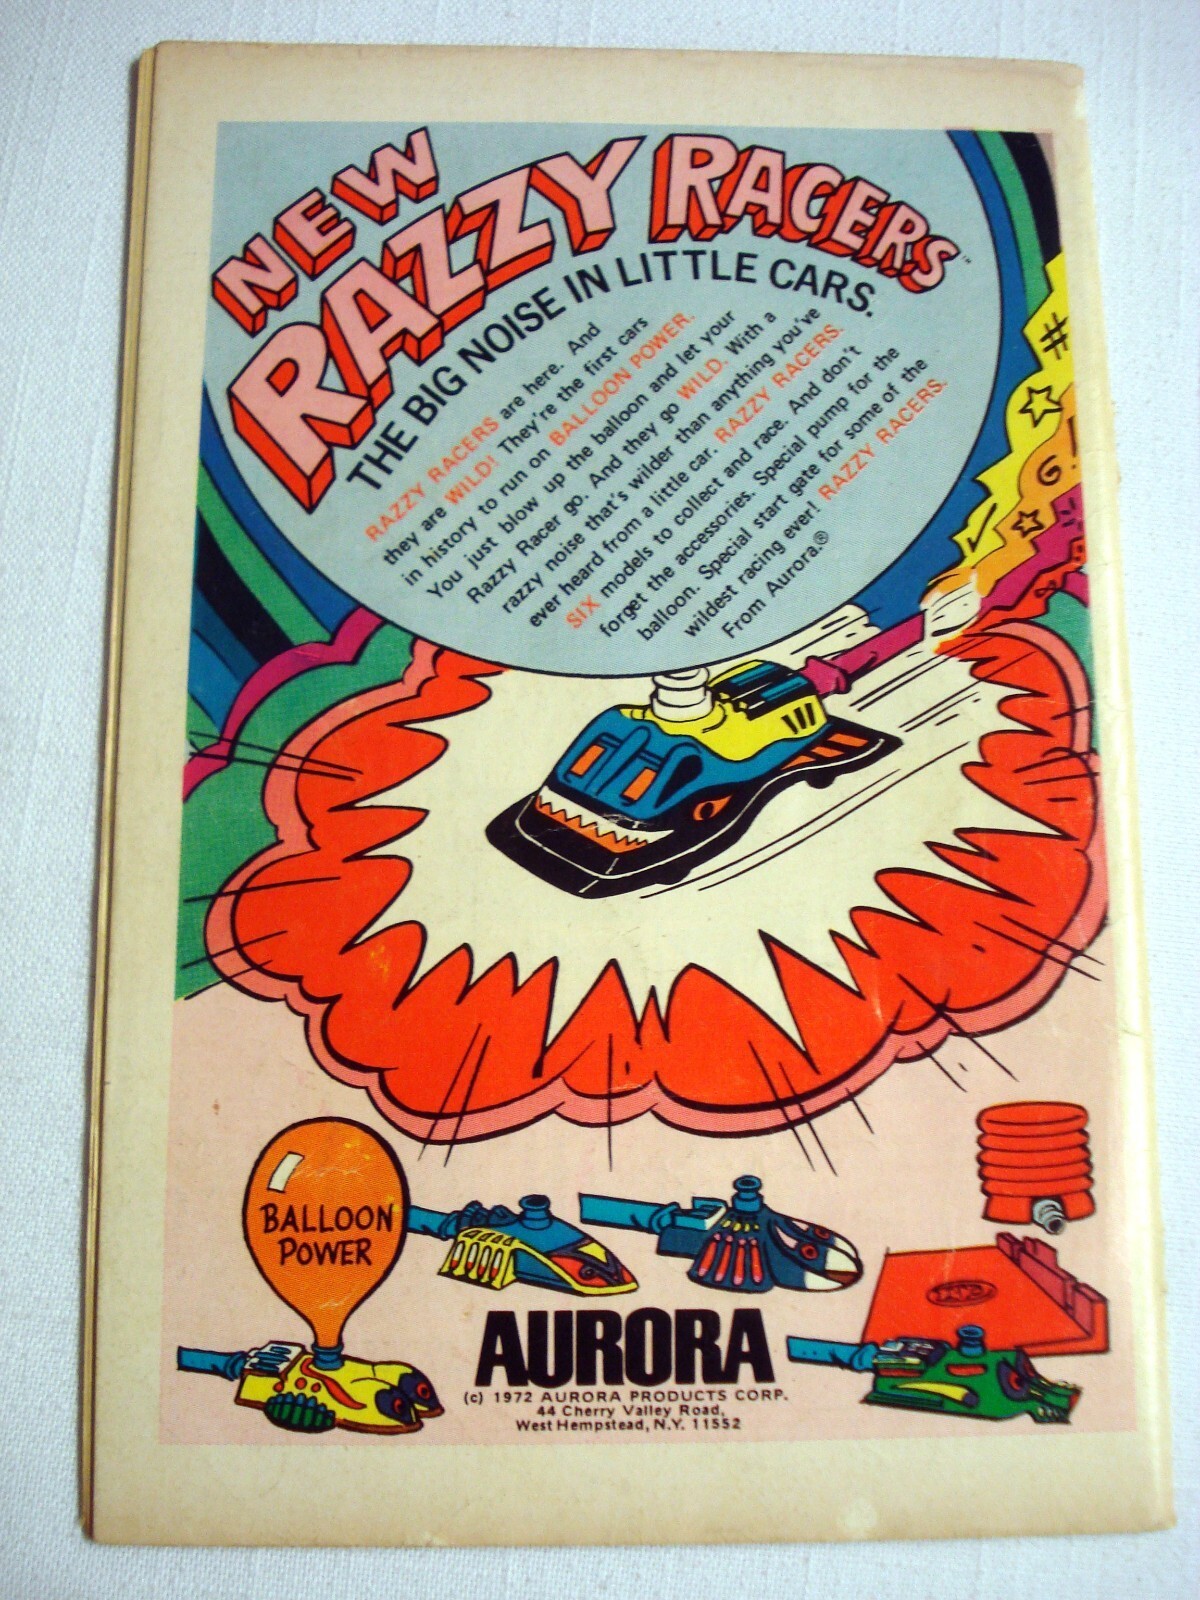 NEW
RAZZY RACERS™
THE BIG NOISE IN LITTLE CARS.
RAZZY RACERS are here. And
they are WILD! They're the first cars
in history to run on BALLOON POWER.
You just blow up the balloon and let your
Razzy Racer go. And they go WILD. With a
razzy noise that's wilder than anything you've
ever heard from a little car. RAZZY RACERS.
SIX models to collect and race. And don't
forget the accessories. Special pump for the
balloon. Special start gate for some of the
wildest racing ever! RAZZY RACERS.
From Aurora.®
BALLOON
POWER
AURORA
(c) 1972 AURORA PRODUCTS CORP.
44 Cherry Valley Road,
West Hempstead, N.Y. 11552